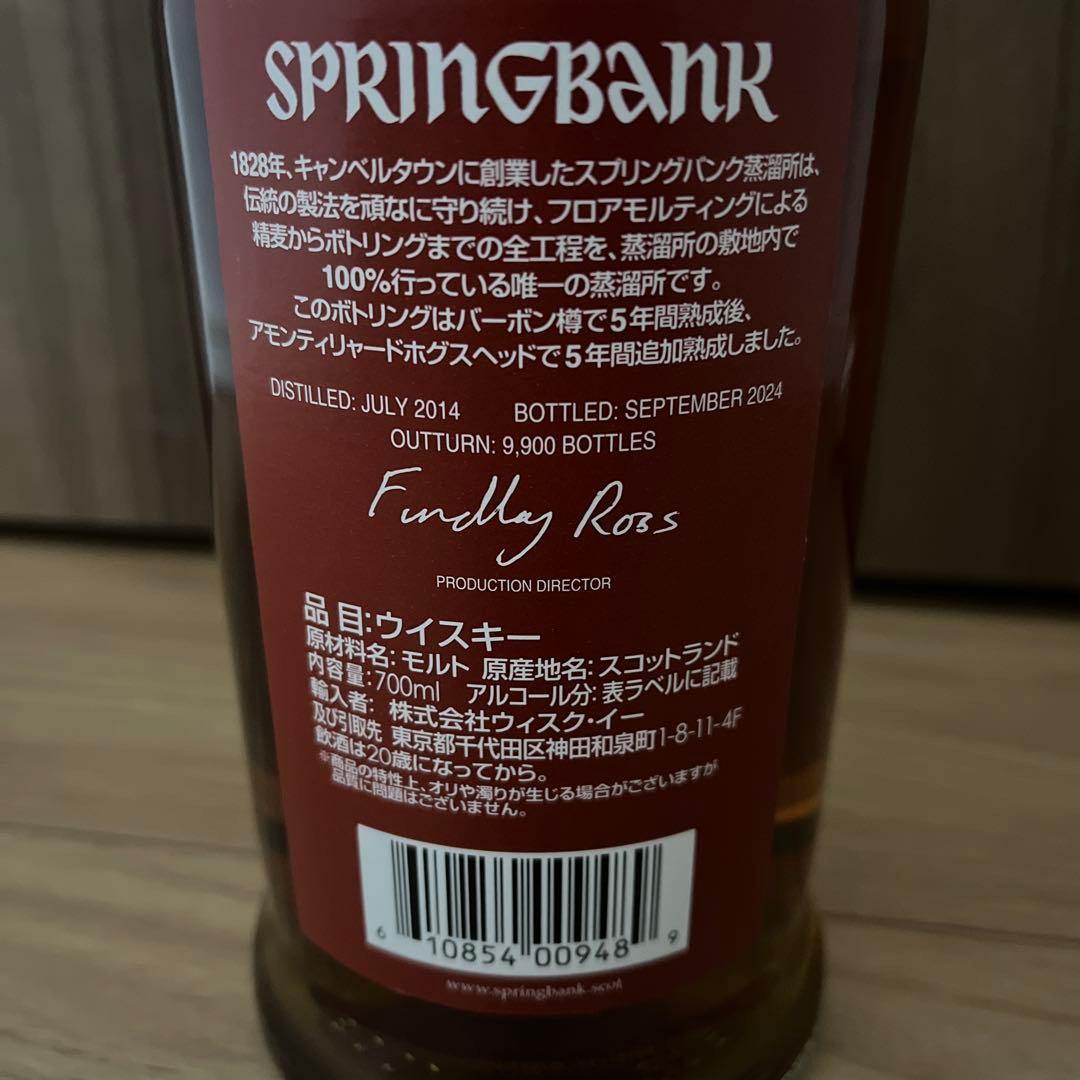 SPRINGBANK
1828年、キャンベルタウンに創業したスプリングバンク蒸溜所は、
伝統の製法を頑なに守り続け、フロアモルティングによる
精麦からボトリングまでの全工程を、蒸溜所の敷地内で
100%行っている唯一の蒸溜所です。
このボトリングはバーボン樽で5年間熟成後、
アモンティリャードホグスヘッドで5年間追加熟成しました。
DISTILLED: JULY 2014 BOTTLED: SEPTEMBER 2024
OUTTURN: 9,900 BOTTLES
Findlay Ross
PRODUCTION DIRECTOR
品目:ウイスキー
原材料名: モルト 原産地名: スコットランド
内容量:700ml アルコール分: 表ラベルに記載
輸入者: 株式会社ウィスク・イー
及び引取先 東京都千代田区神田和泉町1-8-11-4F
飲酒は20歳になってから。
※商品の特性上、オリや濁りが生じる場合がございますが
品質に問題はございません。
6 10854 00948 9
www.springbank.scot